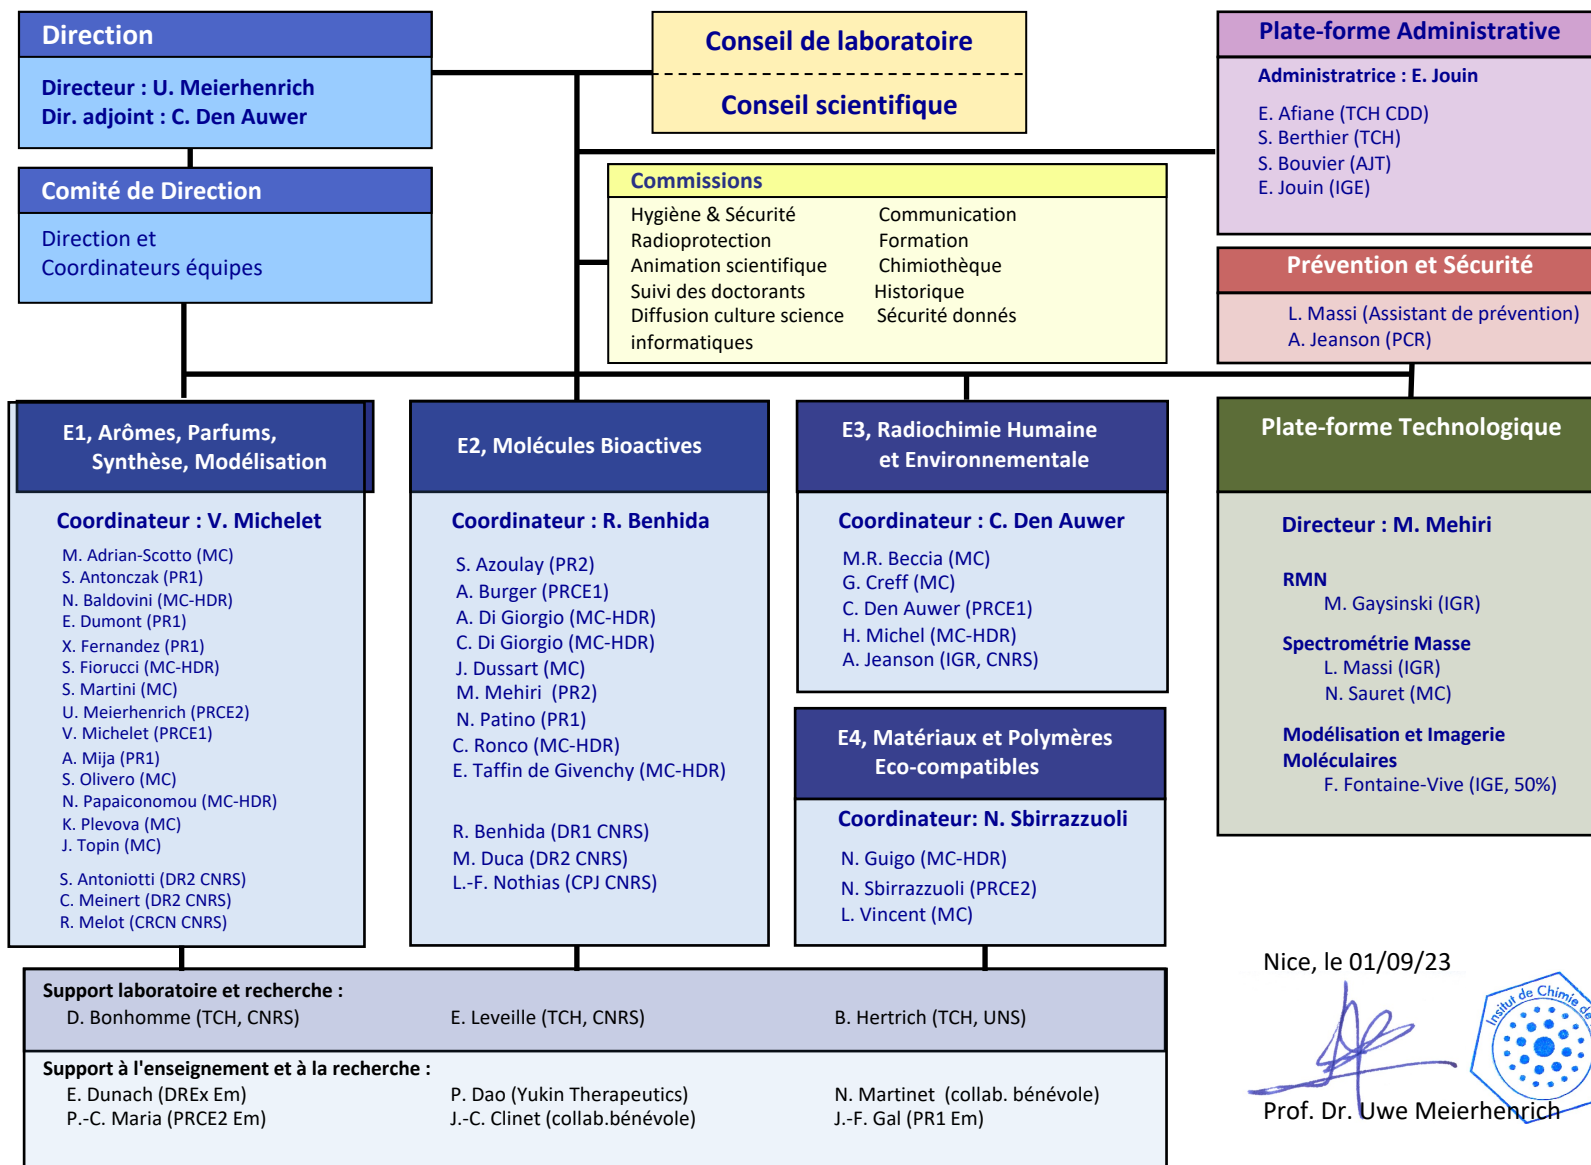 Direction
Directeur : U. Meierhenrich
Dir. adjoint : C. Den Auwer
Comité de Direction
Direction et
Coordinateurs équipes
Conseil de laboratoire
Conseil scientifique
Commissions
Hygiène & Sécurité Communication
Radioprotection Formation
Animation scientifique Chimiothèque
Suivi des doctorants Historique
Diffusion culture science Sécurité donnés
informatiques
Plate-forme Administrative
Administratrice : E. Jouin
E. Afiane (TCH CDD)
S. Berthier (TCH)
S. Bouvier (AJT)
E. Jouin (IGE)
Prévention et Sécurité
L. Massi (Assistant de prévention)
A. Jeanson (PCR)
E1, Arômes, Parfums,
Synthèse, Modélisation
Coordinateur : V. Michelet
M. Adrian-Scotto (MC)
S. Antonczak (PR1)
N. Baldovini (MC-HDR)
E. Dumont (PR1)
X. Fernandez (PR1)
S. Fiorucci (MC-HDR)
S. Martini (MC)
U. Meierhenrich (PRCE2)
V. Michelet (PRCE1)
A. Mija (PR1)
S. Olivero (MC)
N. Papaiconomou (MC-HDR)
K. Plevova (MC)
J. Topin (MC)
S. Antoniotti (DR2 CNRS)
C. Meinert (DR2 CNRS)
R. Melot (CRCN CNRS)
E2, Molécules Bioactives
Coordinateur : R. Benhida
S. Azoulay (PR2)
A. Burger (PRCE1)
A. Di Giorgio (MC-HDR)
C. Di Giorgio (MC-HDR)
J. Dussart (MC)
M. Mehiri (PR2)
N. Patino (PR1)
C. Ronco (MC-HDR)
E. Taffin de Givenchy (MC-HDR)
R. Benhida (DR1 CNRS)
M. Duca (DR2 CNRS)
L.-F. Nothias (CPJ CNRS)
E3, Radiochimie Humaine
et Environnementale
Coordinateur : C. Den Auwer
M.R. Beccia (MC)
G. Creff (MC)
C. Den Auwer (PRCE1)
H. Michel (MC-HDR)
A. Jeanson (IGR, CNRS)
E4, Matériaux et Polymères
Eco-compatibles
Coordinateur: N. Sbirrazzuoli
N. Guigo (MC-HDR)
N. Sbirrazzuoli (PRCE2)
L. Vincent (MC)
Plate-forme Technologique
Directeur : M. Mehiri
RMN
M. Gaysinski (IGR)
Spectrométrie Masse
L. Massi (IGR)
N. Sauret (MC)
Modélisation et Imagerie
Moléculaires
F. Fontaine-Vive (IGE, 50%)
Support laboratoire et recherche :
D. Bonhomme (TCH, CNRS) E. Leveille (TCH, CNRS) B. Hertrich (TCH, UNS)
Support à l'enseignement et à la recherche :
E. Dunach (DREx Em) P. Dao (Yukin Therapeutics) N. Martinet (collab. bénévole)
P.-C. Maria (PRCE2 Em) J.-C. Clinet (collab.bénévole) J.-F. Gal (PR1 Em)
Nice, le 01/09/23
Institut de Chimie de
Prof. Dr. Uwe Meierhenrich